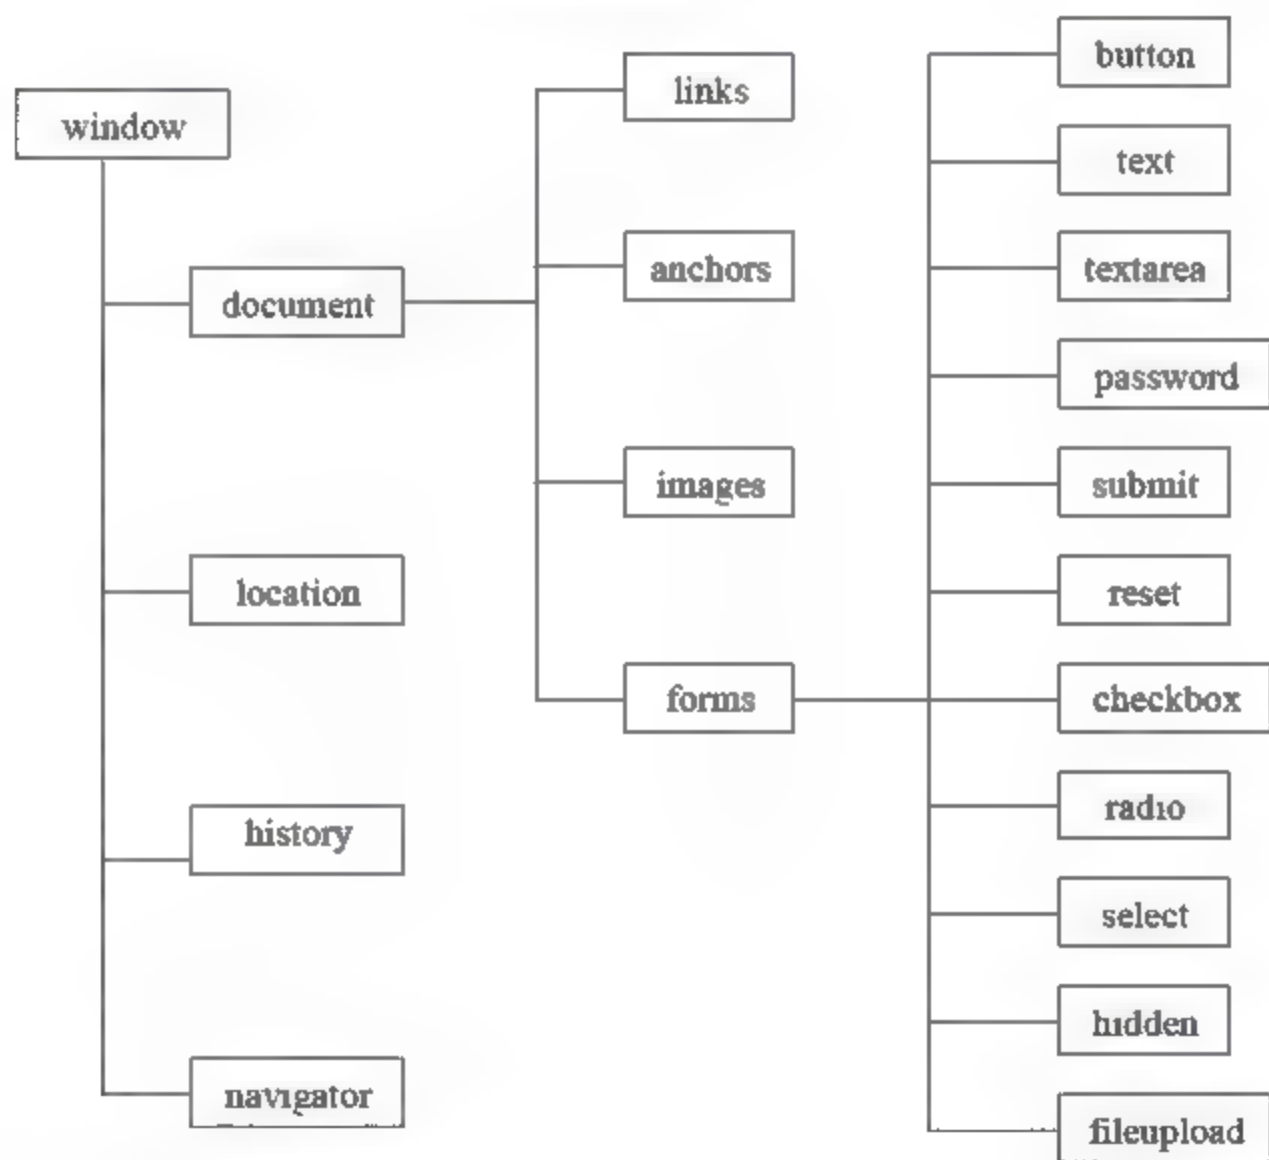 window
document
location
history
navigator
links
anchors
images
forms
button
text
textarea
password
submit
reset
checkbox
radio
select
hidden
fileupload